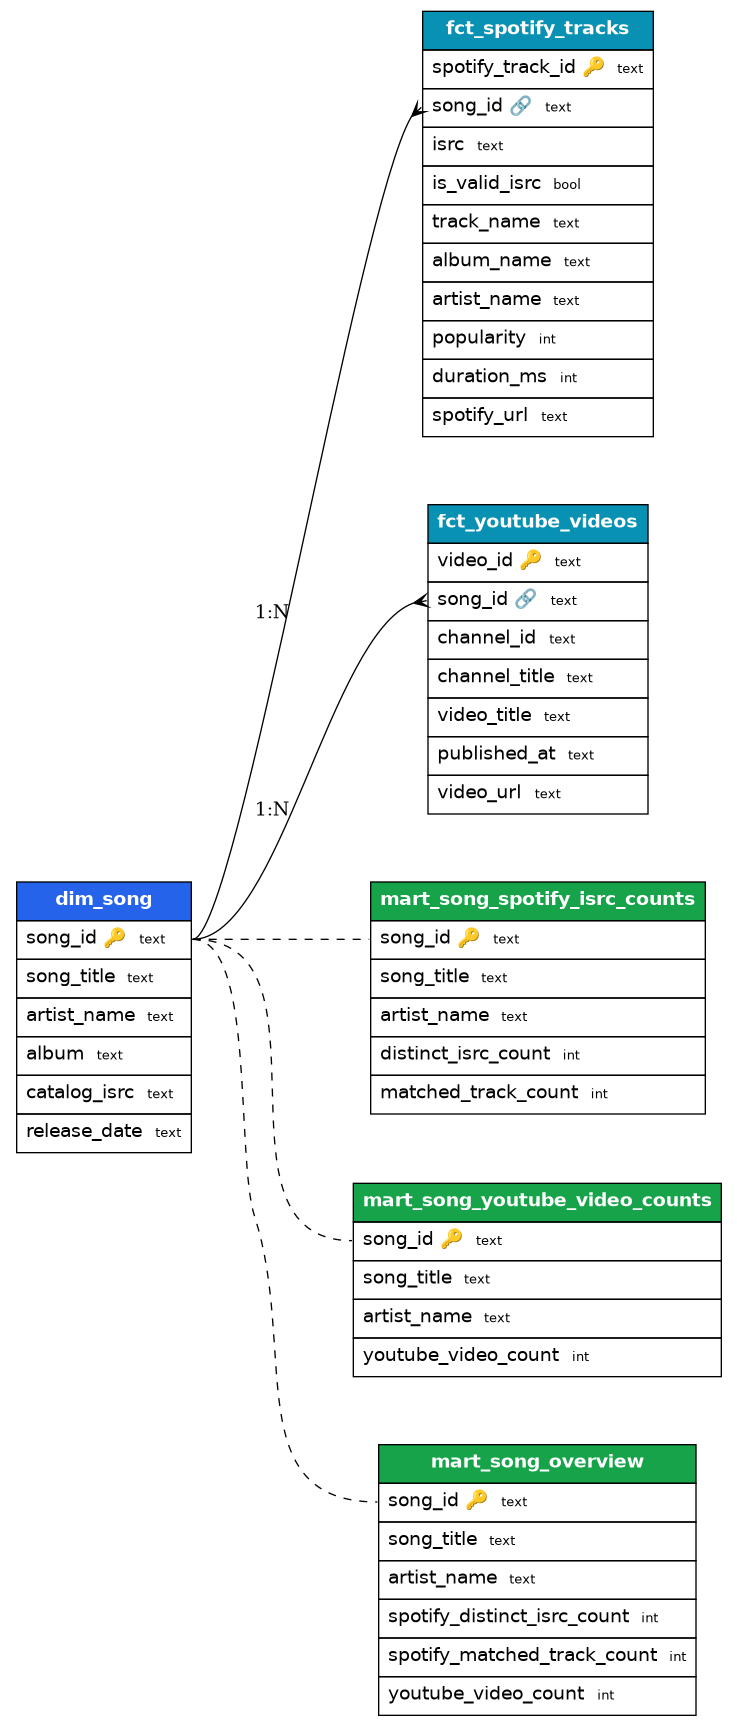 fct_spotify_tracks
spotify_track_id 🔑 text
song_id 🔗 text
isrc text
is_valid_isrc bool
track_name text
album_name text
artist_name text
popularity int
duration_ms int
spotify_url text
fct_youtube_videos
video_id 🔑 text
song_id 🔗 text
channel_id text
channel_title text
video_title text
published_at text
video_url text
1:N
1:N
dim_song
song_id 🔑 text
song_title text
artist_name text
album text
catalog_isrc text
release_date text
mart_song_spotify_isrc_counts
song_id 🔑 text
song_title text
artist_name text
distinct_isrc_count int
matched_track_count int
mart_song_youtube_video_counts
song_id 🔑 text
song_title text
artist_name text
youtube_video_count int
mart_song_overview
song_id 🔑 text
song_title text
artist_name text
spotify_distinct_isrc_count int
spotify_matched_track_count int
youtube_video_count int